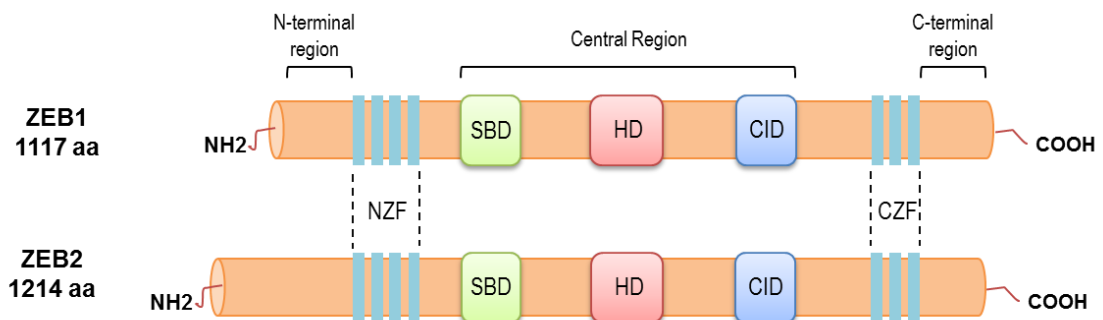 N-terminal
region
Central Region
C-terminal
region
ZEB1
1117 aa
NH2
SBD
HD
CID
COOH
NZF
CZF
ZEB2
1214 aa
NH2
SBD
HD
CID
COOH